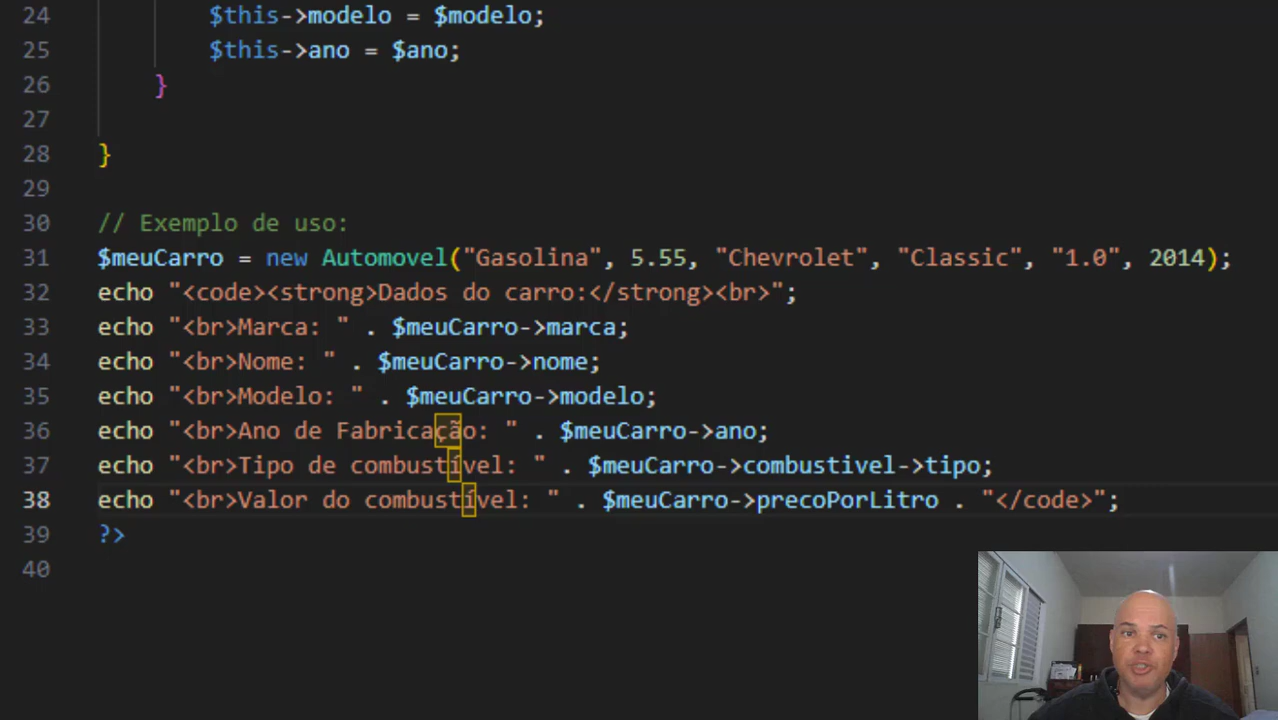 24 $this->modelo = $modelo;
25 $this->ano = $ano;
26 }
27
28 }
29
30 // Exemplo de uso:
31 $meuCarro = new Automovel("Gasolina", 5.55, "Chevrolet", "Classic", "1.0", 2014);
32 echo "<code><strong>Dados do carro:</strong><br>";
33 echo "<br>Marca: " . $meuCarro->marca;
34 echo "<br>Nome: " . $meuCarro->nome;
35 echo "<br>Modelo: " . $meuCarro->modelo;
36 echo "<br>Ano de Fabricação: " . $meuCarro->ano;
37 echo "<br>Tipo de combustível: " . $meuCarro->combustivel->tipo;
38 echo "<br>Valor do combustível: " . $meuCarro->precoPorLitro . "</code>";
39 ?>
40